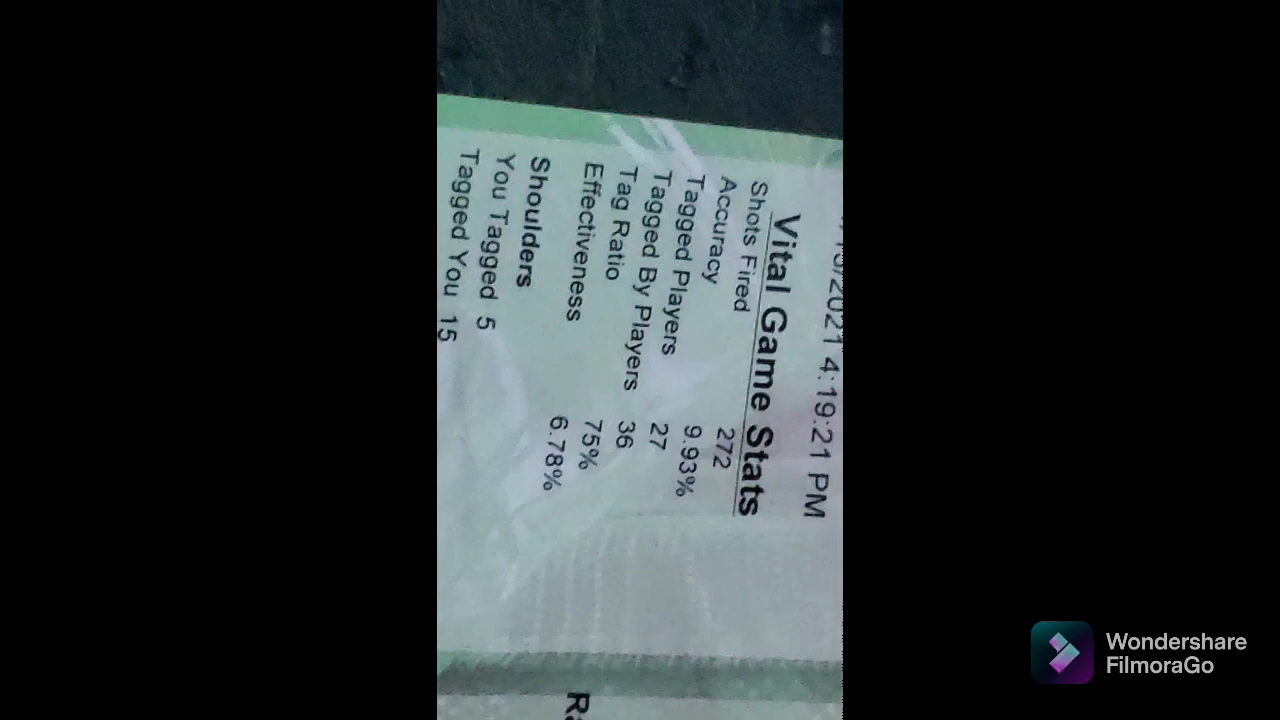 2021 4:19:21 PM
Vital Game Stats
Shots Fired 272
Accuracy 9.93%
Tagged Players 27
Tagged By Players 36
Tag Ratio 75%
Effectiveness 6.78%
Shoulders
You Tagged 5
Tagged You 15
Wondershare
FilmoraGo